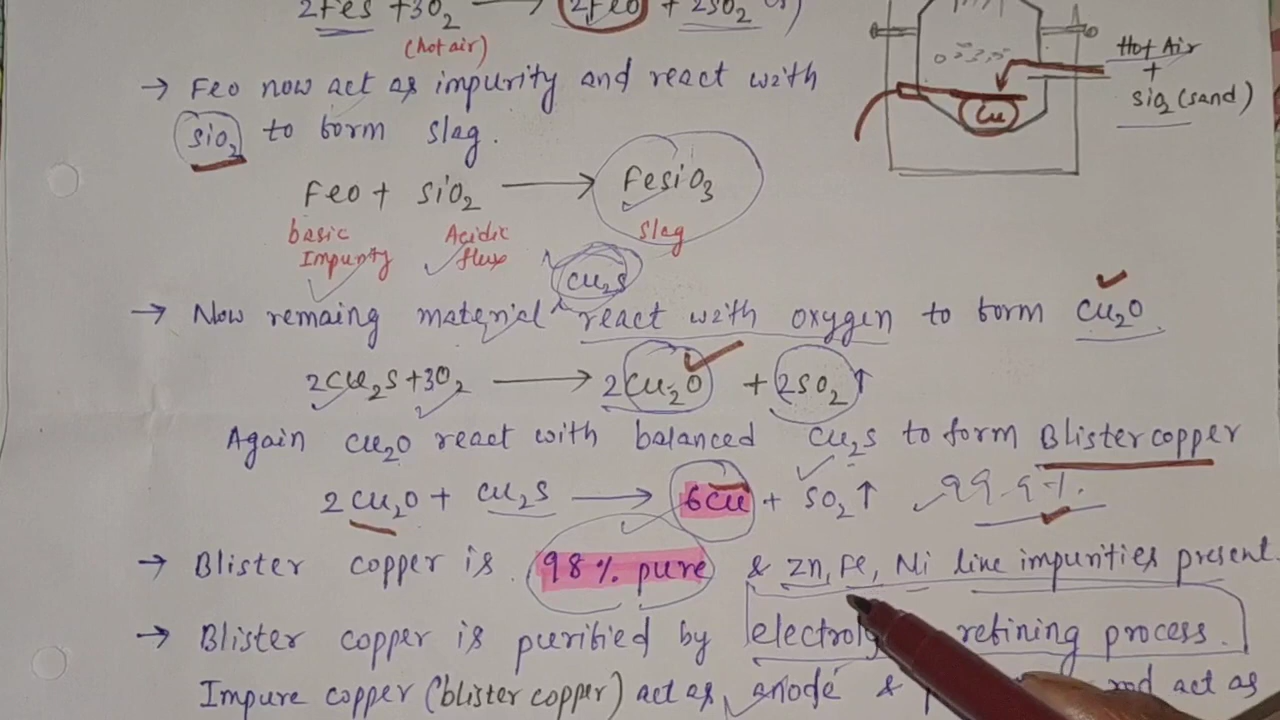 2FeS + 3O₂ ⟶ 2FeO + 2SO₂
(hot air)
→ FeO now act as impurity and react with
SiO₂ to form slag.
FeO + SiO₂ ⟶ FeSiO₃
basic Impurity Acidic flux slag
Hot Air
+
SiO₂ (sand)
Cu
Cu₂S
→ Now remaing material react with oxygen to form Cu₂O
2Cu₂S + 3O₂ ⟶ 2Cu₂O + 2SO₂↑
Again Cu₂O react with balanced Cu₂S to form Blister copper
2Cu₂O + Cu₂S ⟶ 6Cu + SO₂↑ 99.9%.
→ Blister copper is 98% pure & Zn, Fe, Ni line impurities present.
→ Blister copper is purified by refining process.
Impure copper (blister copper) act as anode & rod act as